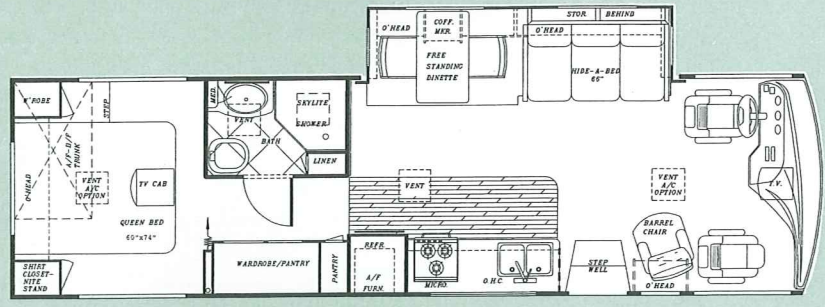 STOR BEHIND
O'HEAD
COFF. MKR.
O'HEAD
FREE
STANDING
DINETTE
HIDE-A-BED
66"
W'ROBE
STEP
MED.
VENT
BATH
SKYLITE
SHOWER
LINEN
A/F-D/F
TRUNK
O'HEAD
VENT
A/C
OPTION
TV CAB
QUEEN BED
60"x74"
SHIRT
CLOSET-
NITE
STAND
WARDROBE/PANTRY
PANTRY
REFR.
A/F
FURN.
VENT
MICRO.
O.H.C.
STEP
WELL
VENT
A/C
OPTION
T.V.
BARREL
CHAIR
O'HEAD